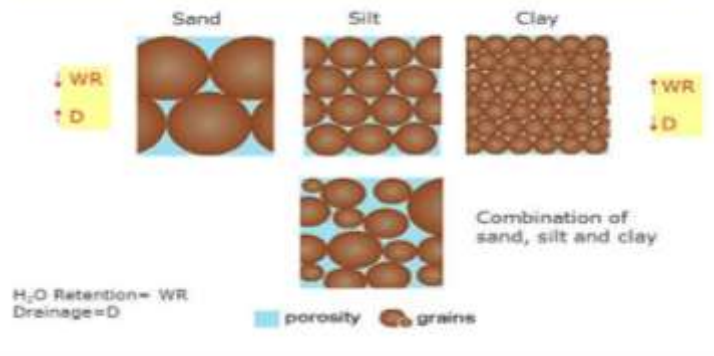 Sand Silt Clay
↓ WR
↑ D
↑ WR
↓ D
Combination of
sand, silt and clay
H₂O Retention= WR
Drainage=D
porosity grains